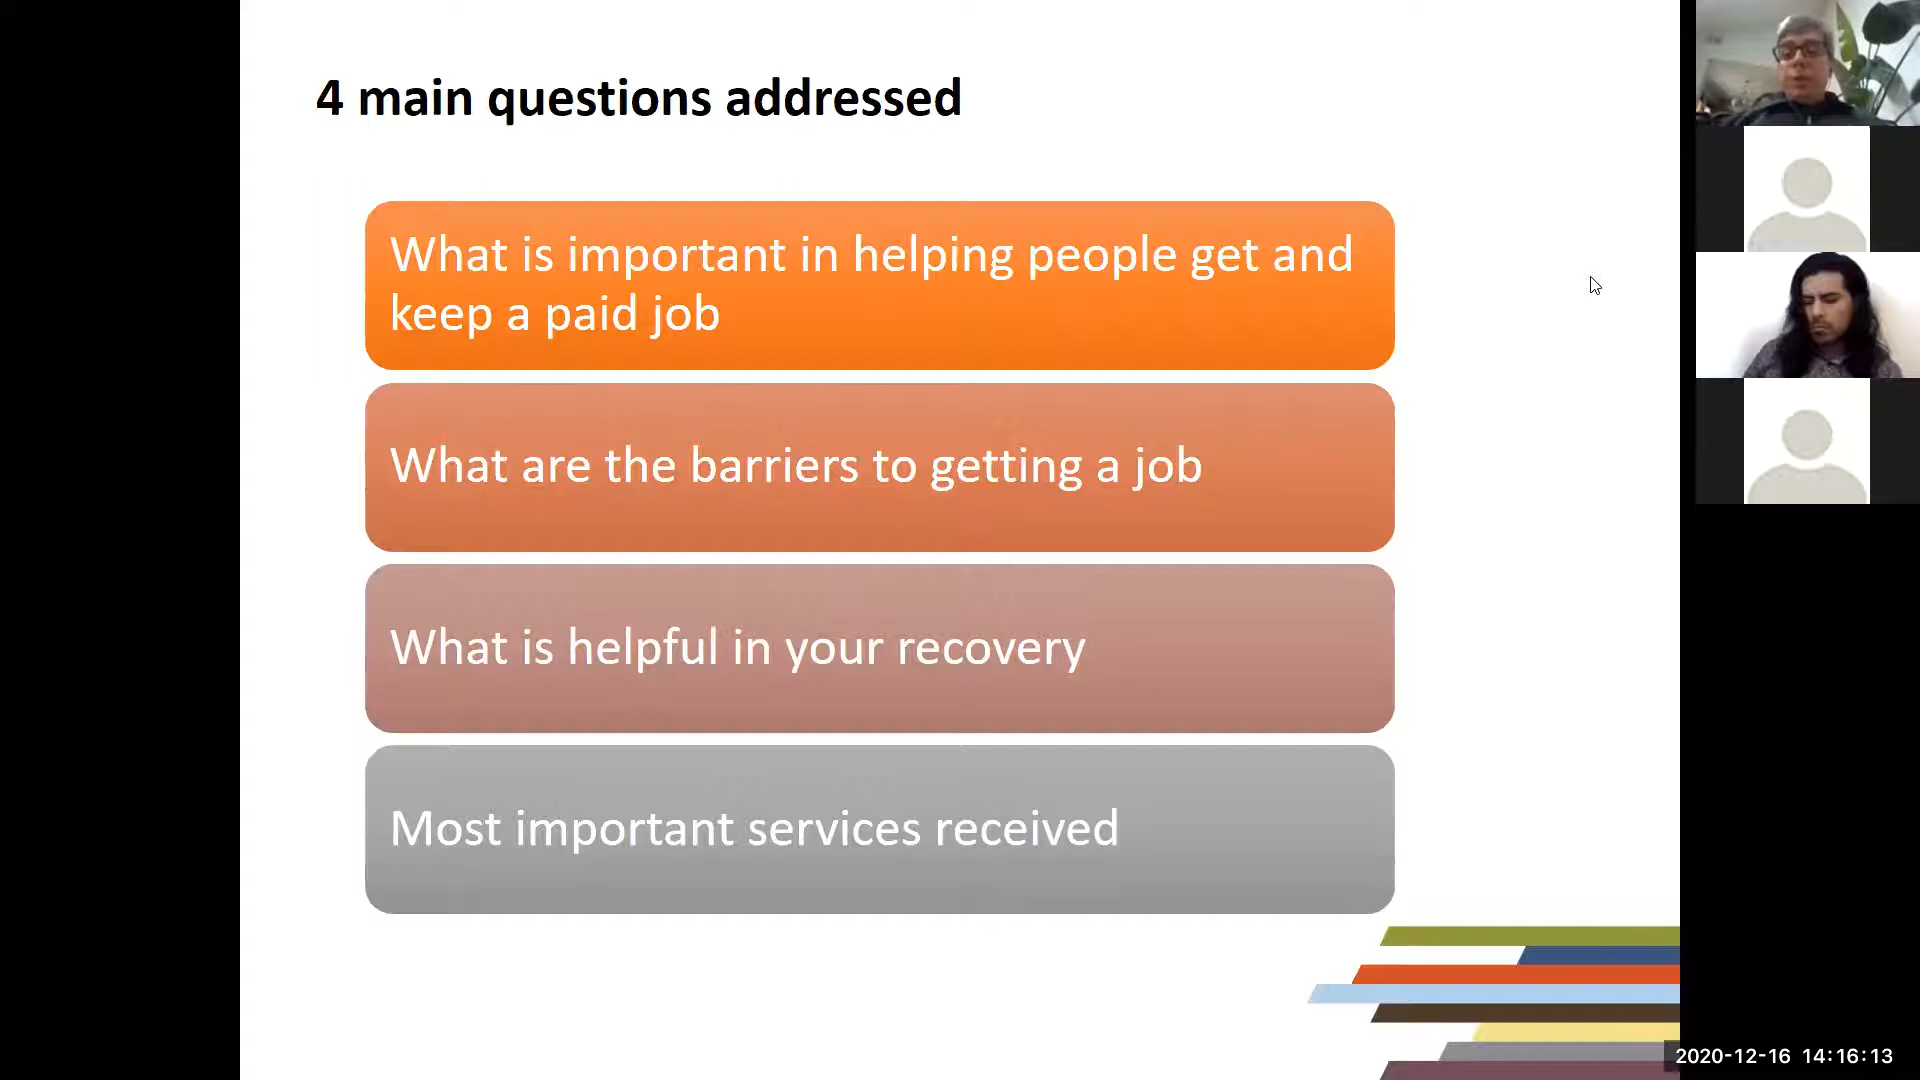 4 main questions addressed
What is important in helping people get and
keep a paid job
What are the barriers to getting a job
What is helpful in your recovery
Most important services received
2020-12-16 14:16:13